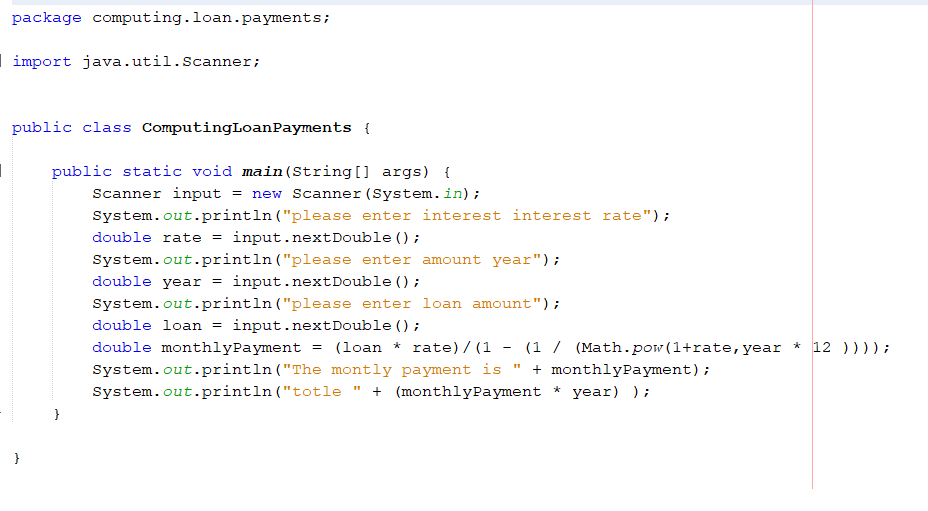 package computing.loan.payments;
import java.util.Scanner;
public class ComputingLoanPayments {
public static void main(String[] args) {
Scanner input = new Scanner(System.in);
System.out.println("please enter interest interest rate");
double rate = input.nextDouble();
System.out.println("please enter amount year");
double year = input.nextDouble();
System.out.println("please enter loan amount");
double loan = input.nextDouble();
double monthlyPayment = (loan * rate)/(1 - (1 / (Math.pow(1+rate,year * 12 ))));
System.out.println("The montly payment is " + monthlyPayment);
System.out.println("totle " + (monthlyPayment * year) );
}
}